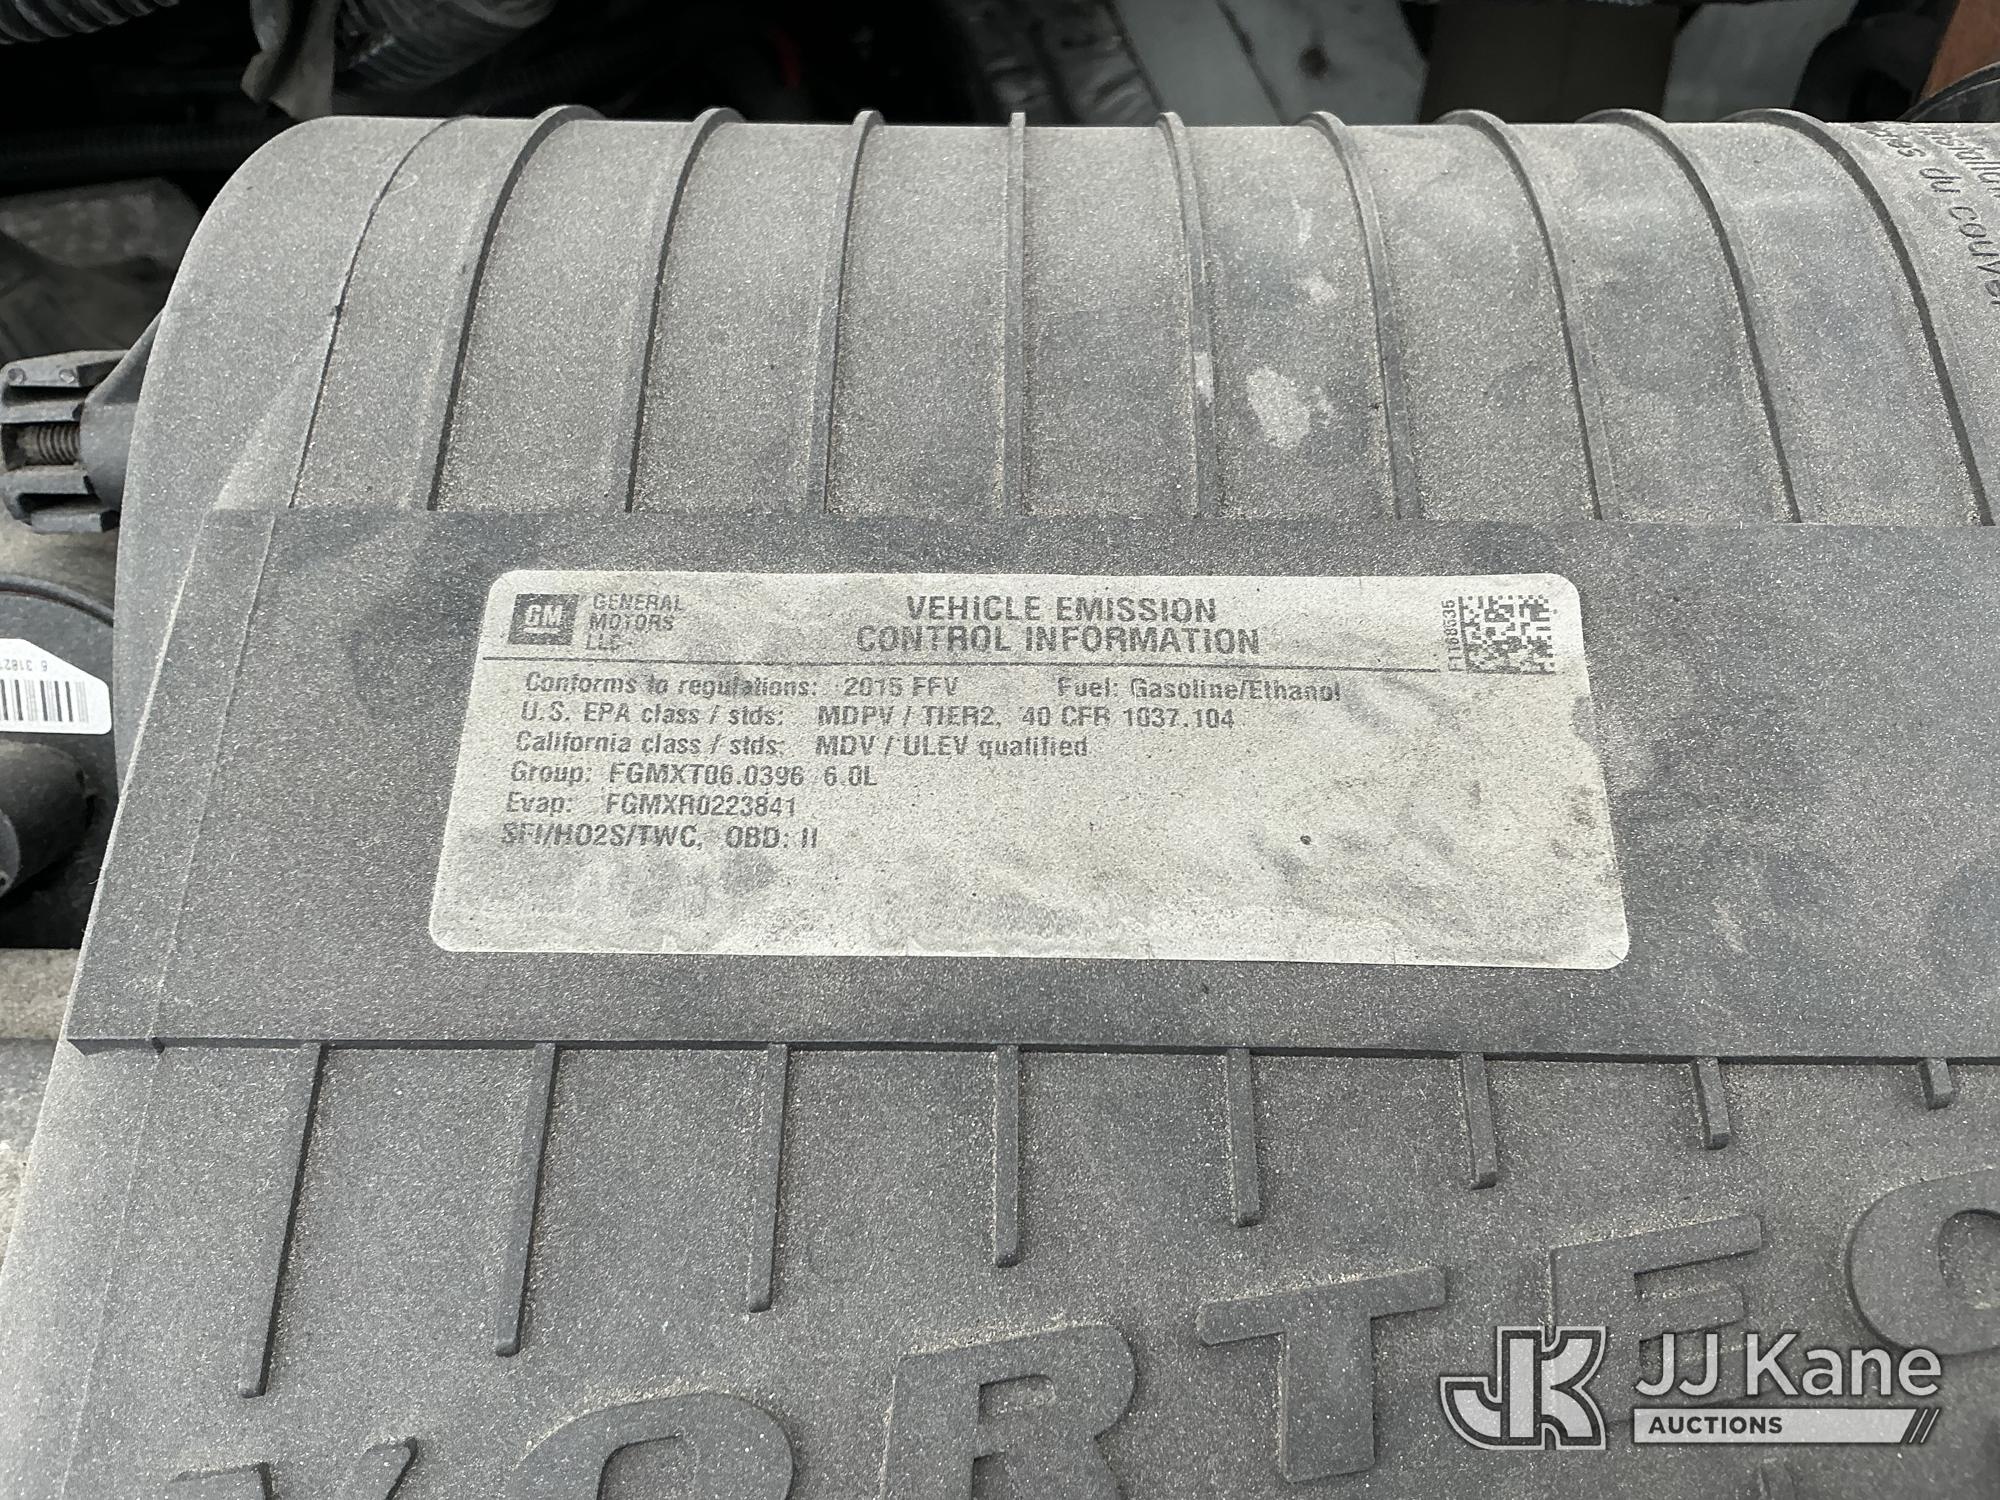 GM GENERAL
MOTORS
LLC
VEHICLE EMISSION
CONTROL INFORMATION
Conforms to regulations: 2015 FFV Fuel: Gasoline/Ethanol
U.S. EPA class / stds: MDPV / TIER2, 40 CFR 1037.104
California class / stds: MDV / ULEV qualified
Group: FGMXT06.0396 6.0L
Evap: FGMXR0223841
SFI/HO2S/TWC, OBD: II
VORTEC
JK JJ Kane
AUCTIONS